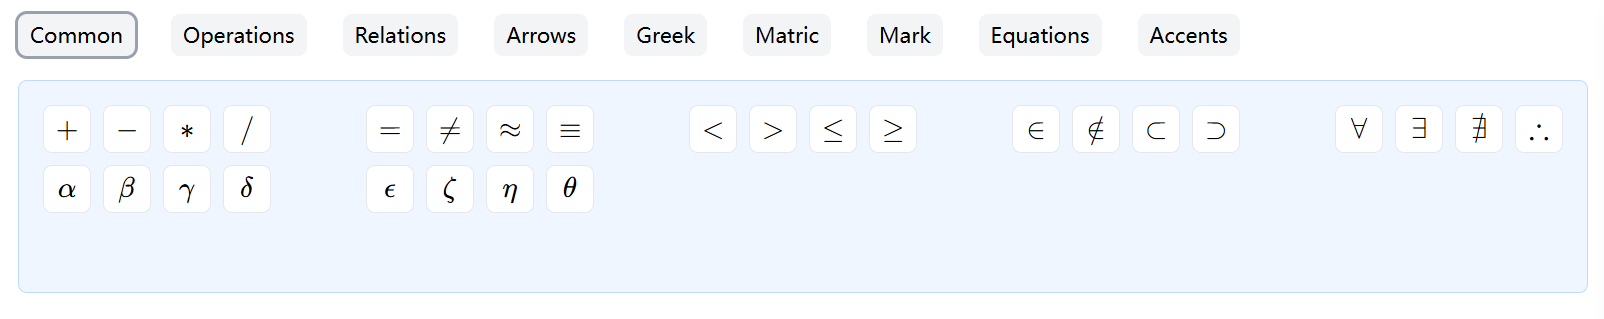 Common Operations Relations Arrows Greek Matric Mark Equations Accents
+ − * / = ≠ ≈ ≡ < > ≤ ≥ ∈ ∉ ⊂ ⊃ ∀ ∃ ∄ ∴
α β γ δ ϵ ζ η θ